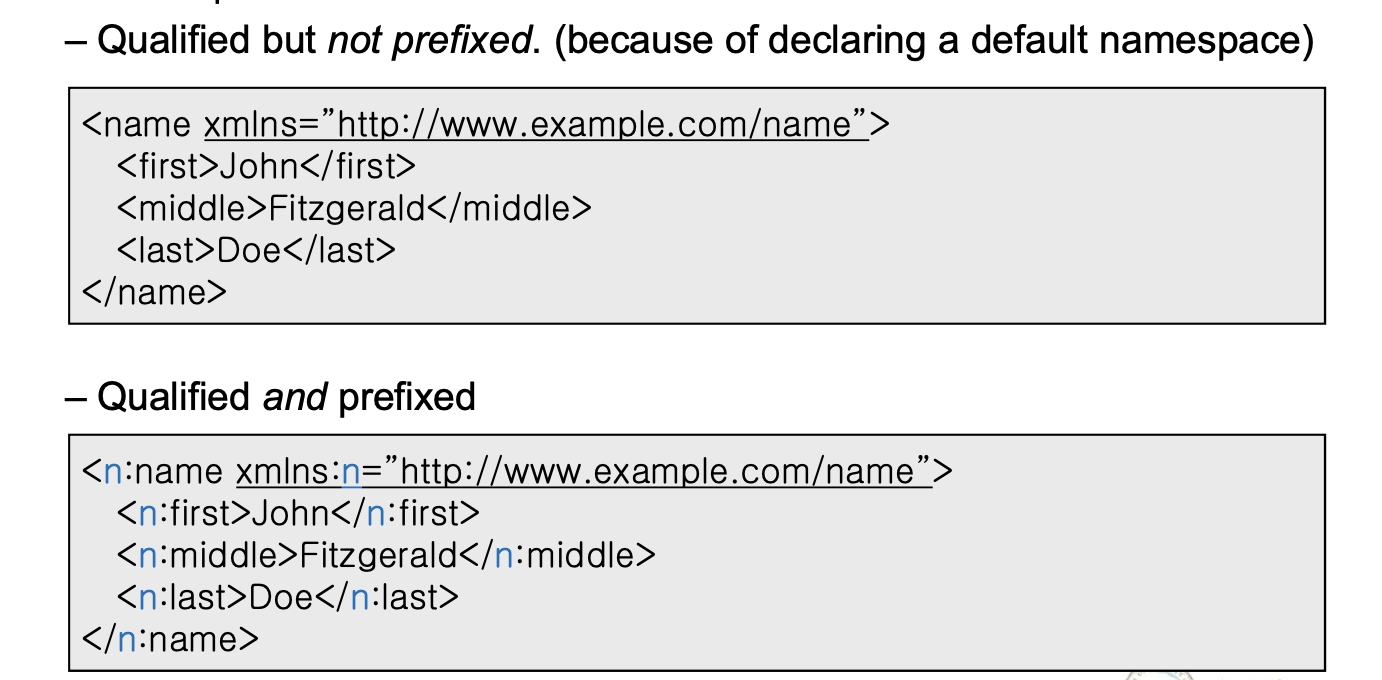 – Qualified but not prefixed. (because of declaring a default namespace)
<name xmlns=”http://www.example.com/name”>
<first>John</first>
<middle>Fitzgerald</middle>
<last>Doe</last>
</name>
– Qualified and prefixed
<n:name xmlns:n=”http://www.example.com/name”>
<n:first>John</n:first>
<n:middle>Fitzgerald</n:middle>
<n:last>Doe</n:last>
</n:name>